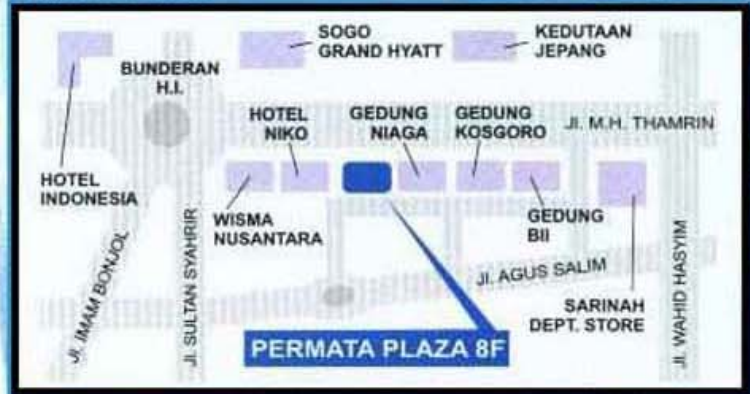 SOGO
GRAND HYATT
KEDUTAAN
JEPANG
BUNDERAN
H.I.
HOTEL
NIKO
GEDUNG
NIAGA
GEDUNG
KOSGORO
Jl. M.H. THAMRIN
HOTEL
INDONESIA
WISMA
NUSANTARA
GEDUNG
BII
Jl. IMAM BONJOL
Jl. SULTAN SYAHRIR
Jl. AGUS SALIM
SARINAH
DEPT. STORE
Jl. WAHID HASYIM
PERMATA PLAZA 8F